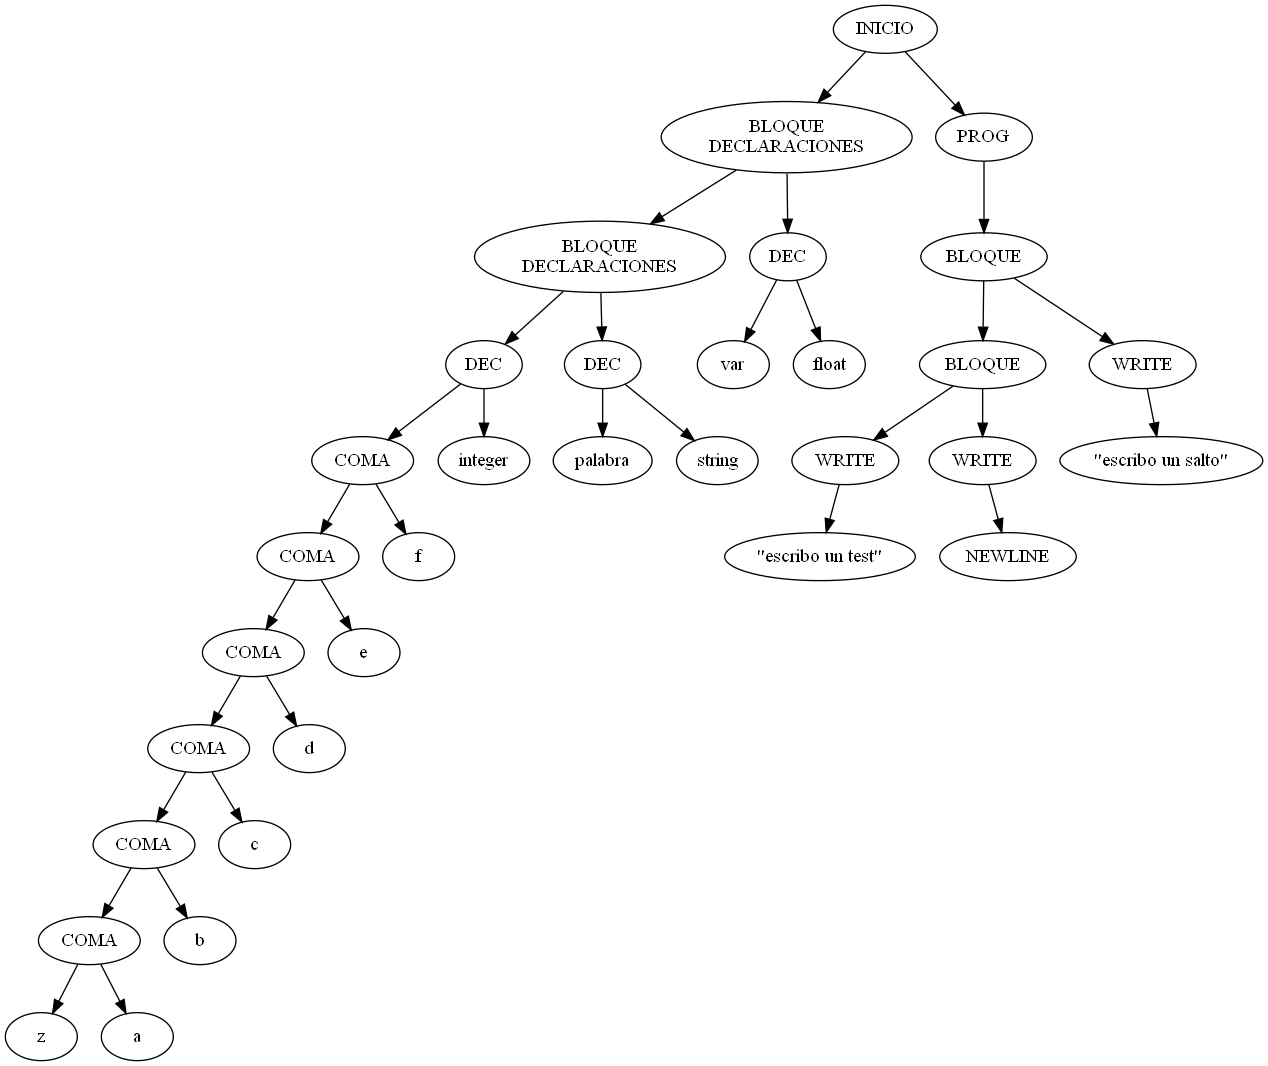 INICIO
BLOQUE
DECLARACIONES
PROG
BLOQUE
DECLARACIONES
DEC
BLOQUE
DEC
DEC
var
float
BLOQUE
WRITE
COMA
integer
palabra
string
WRITE
WRITE
"escribo un salto"
COMA
f
"escribo un test"
NEWLINE
COMA
e
COMA
d
COMA
c
COMA
b
z
a